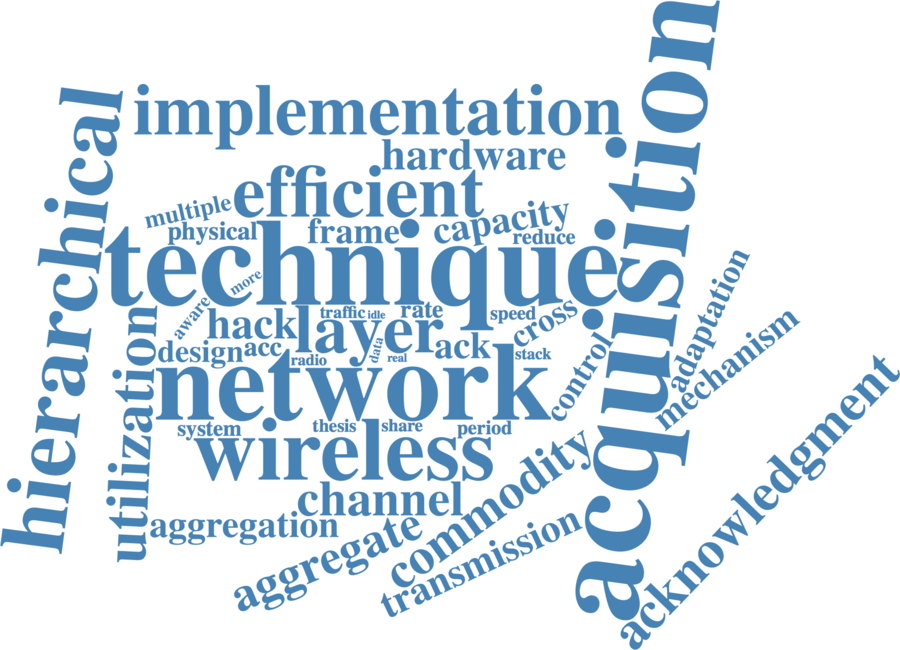 acquisition
hierarchical
implementation
hardware
efficient
multiple
physical
frame
capacity
reduce
technique
more
aware
traffic
idle
rate
speed
cross
hack
layer
ack
design
acc
radio
data
real
stack
control
adaptation
mechanism
utilization
network
system
thesis
share
period
wireless
channel
commodity
aggregation
aggregate
transmission
acknowledgment